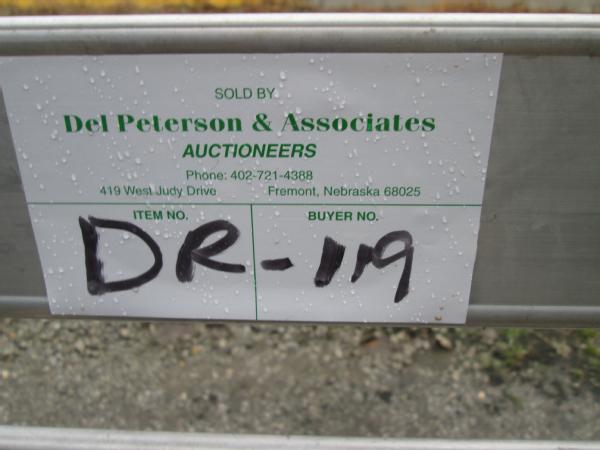 SOLD BY
Del Peterson & Associates
AUCTIONEERS
Phone: 402-721-4388
419 West Judy Drive Fremont, Nebraska 68025
ITEM NO. BUYER NO.
DR-119